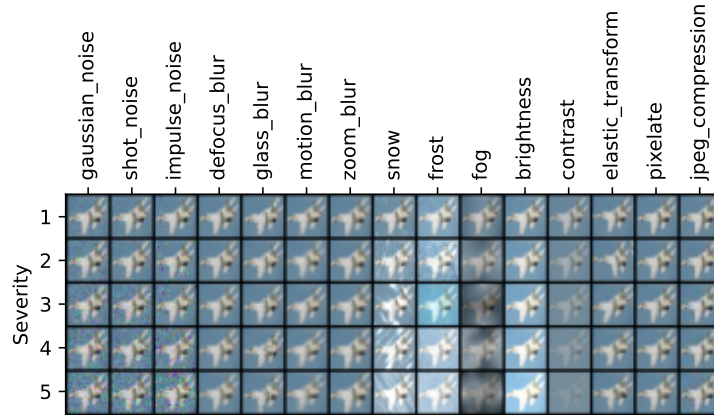 gaussian_noise
shot_noise
impulse_noise
defocus_blur
glass_blur
motion_blur
zoom_blur
snow
frost
fog
brightness
contrast
elastic_transform
pixelate
jpeg_compression
Severity
1
2
3
4
5